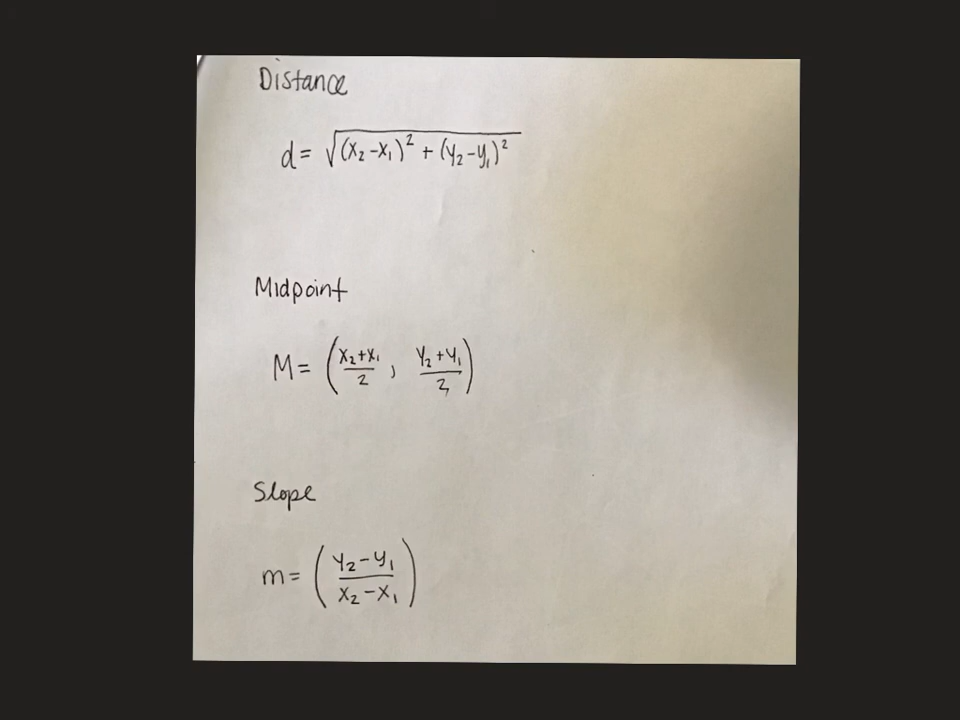 Distance
d = √(x₂-x₁)² + (y₂-y₁)²
Midpoint
M = (x₂+x₁/2, y₂+y₁/2)
Slope
m = (y₂-y₁/x₂-x₁)